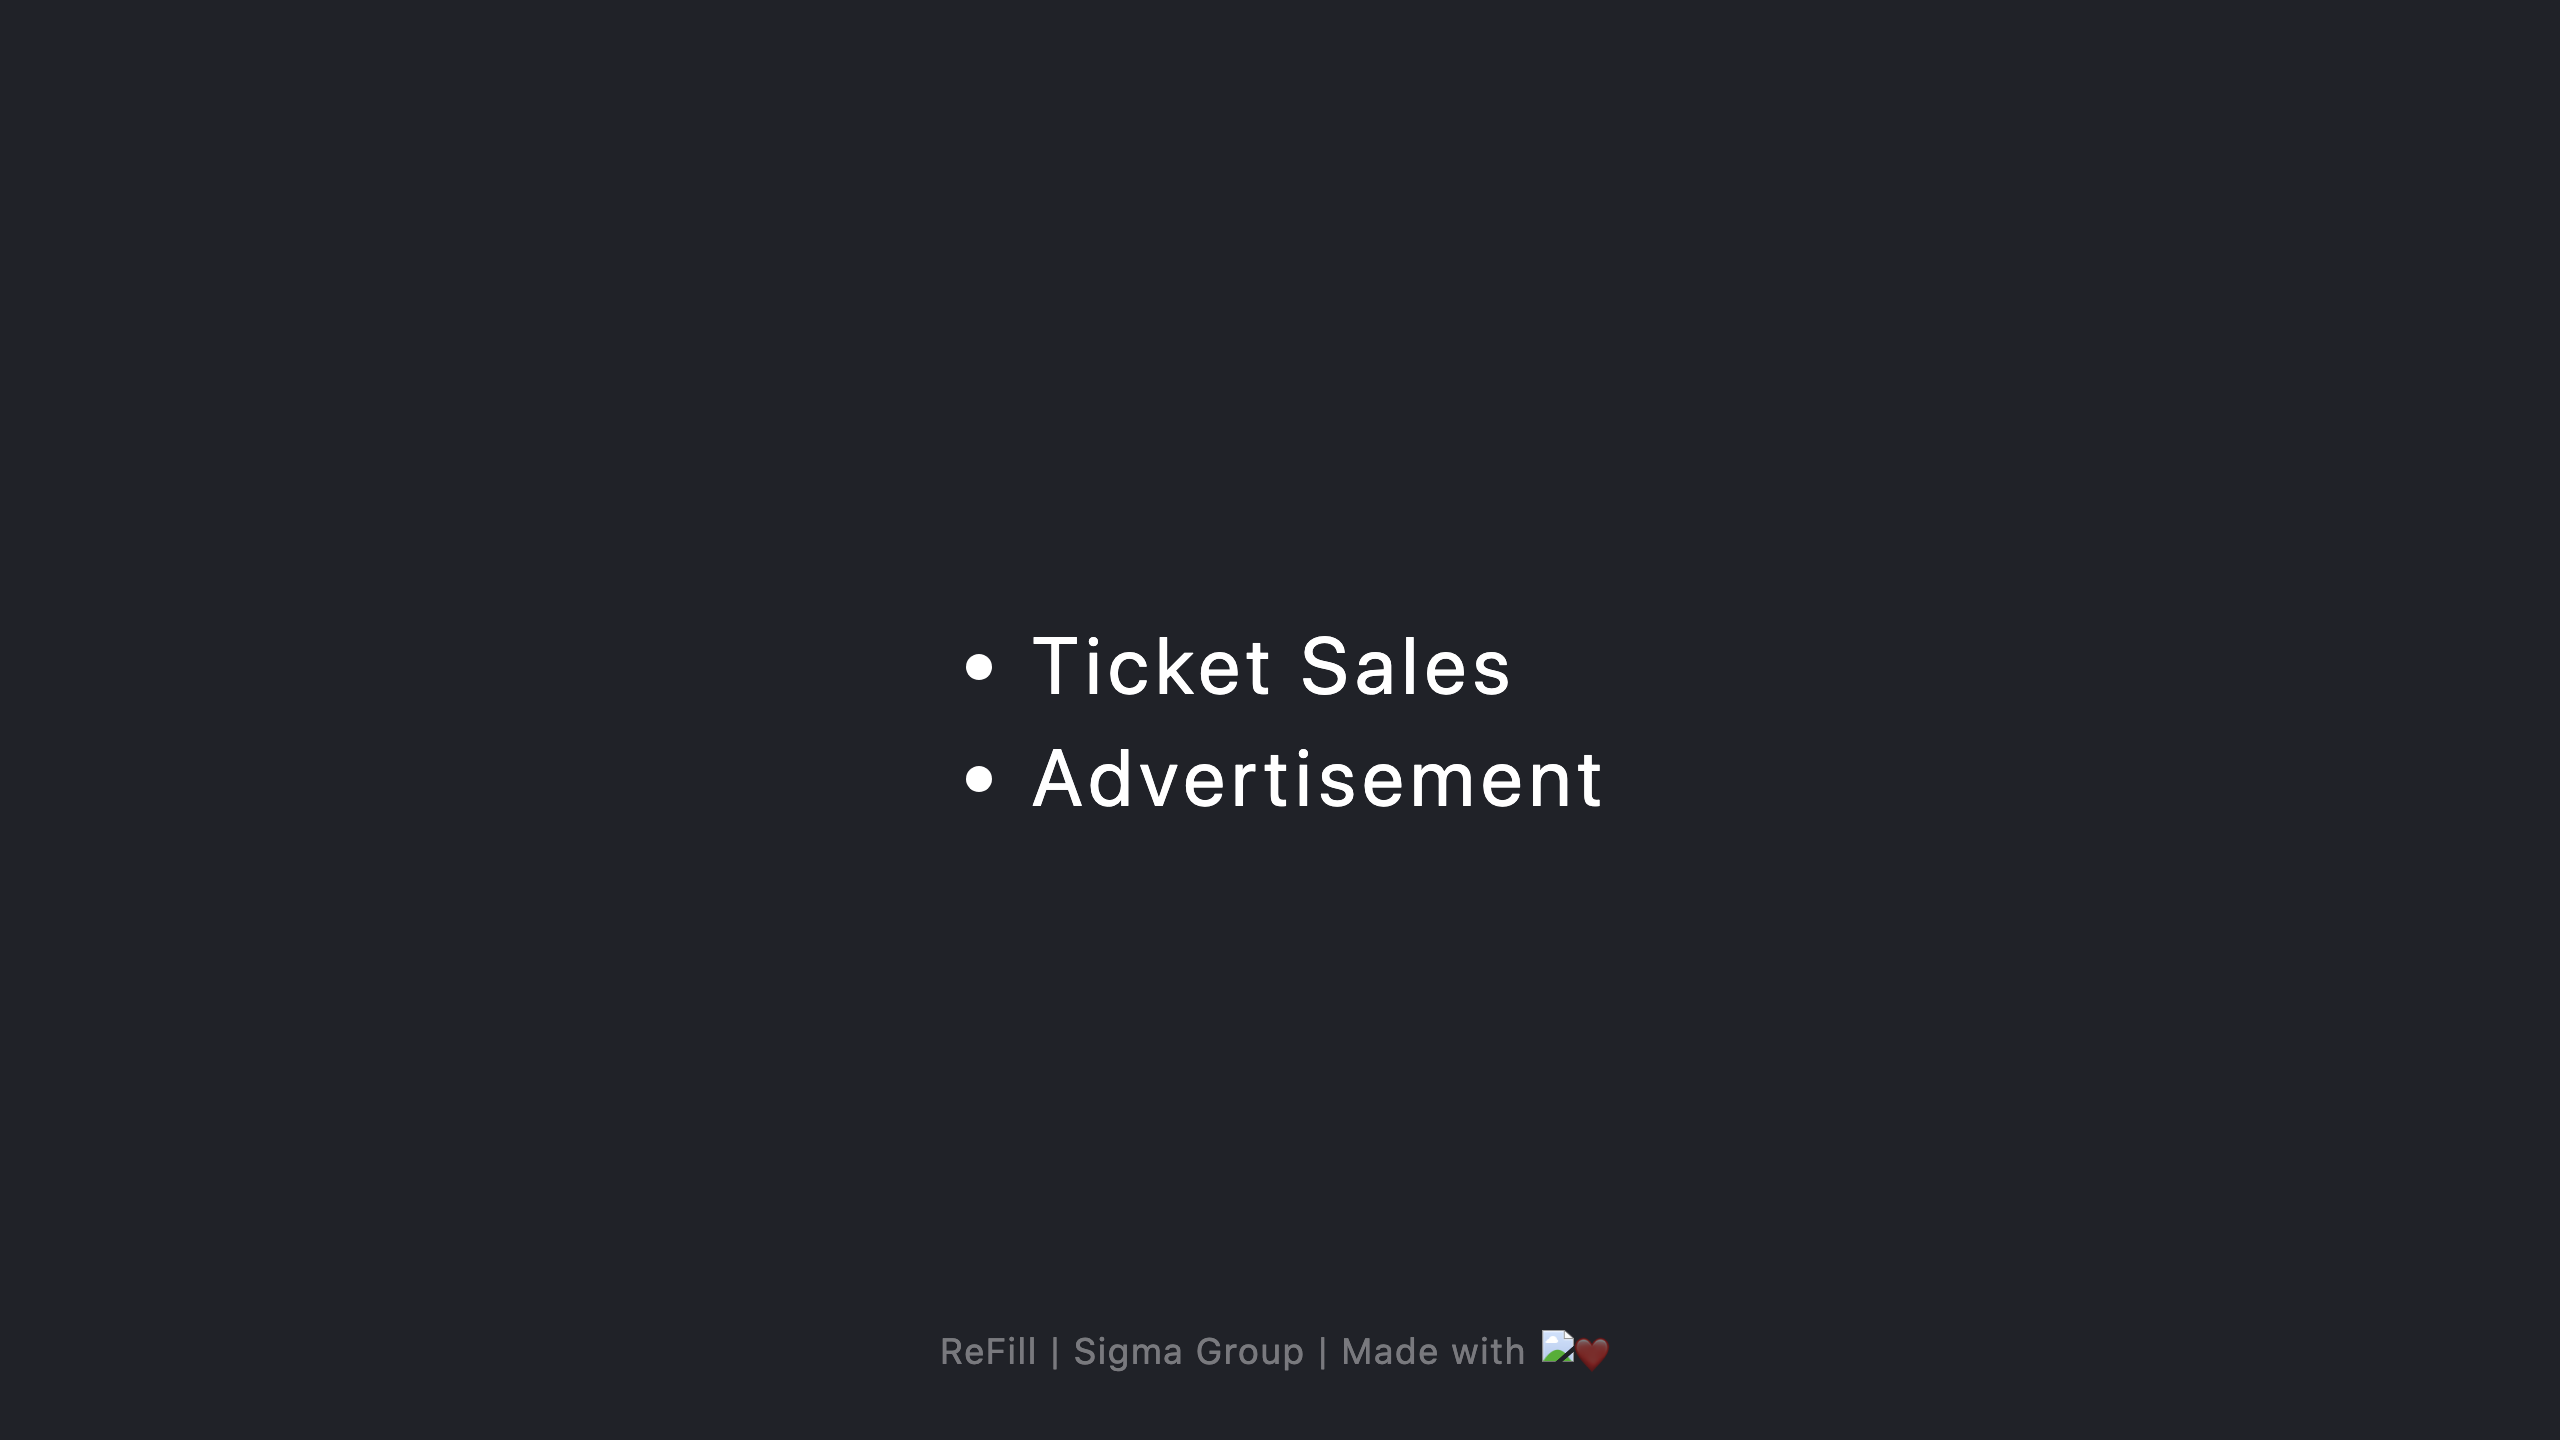 • Ticket Sales
• Advertisement
ReFill | Sigma Group | Made with ❤️